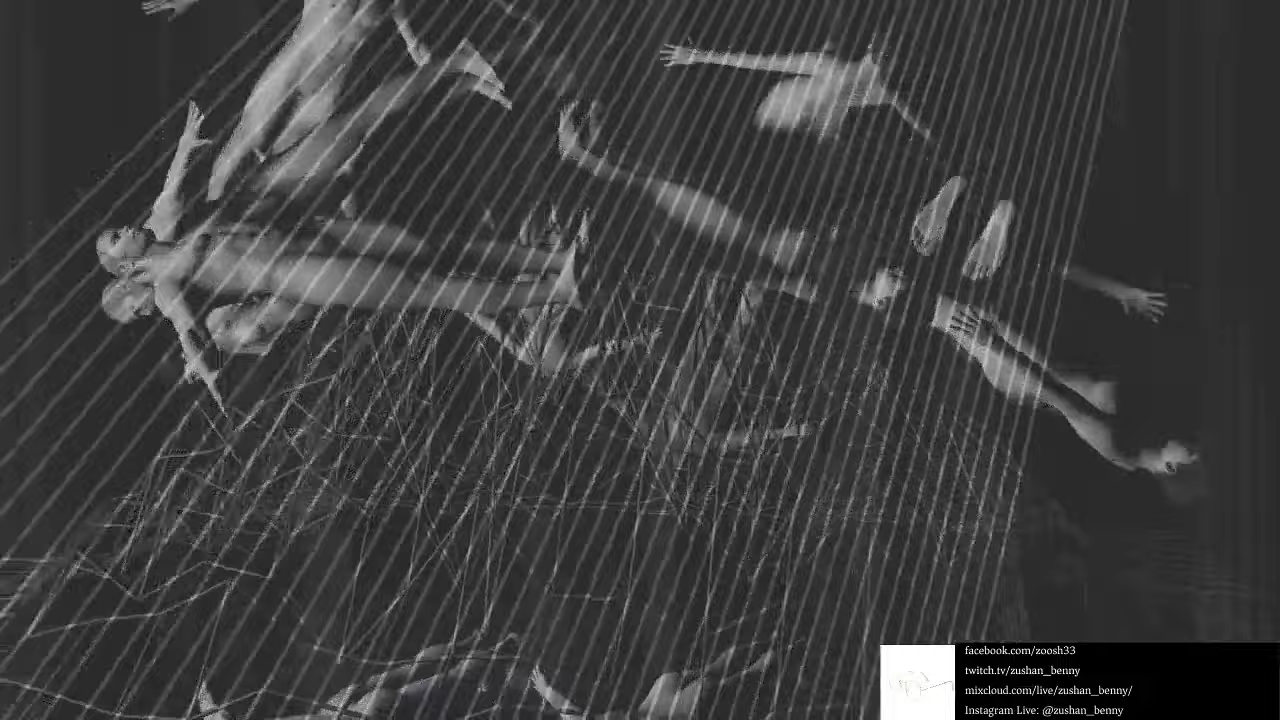 facebook.com/zoosh33
twitch.tv/zushan_benny
mixcloud.com/live/zushan_benny/
Instagram Live: @zushan_benny